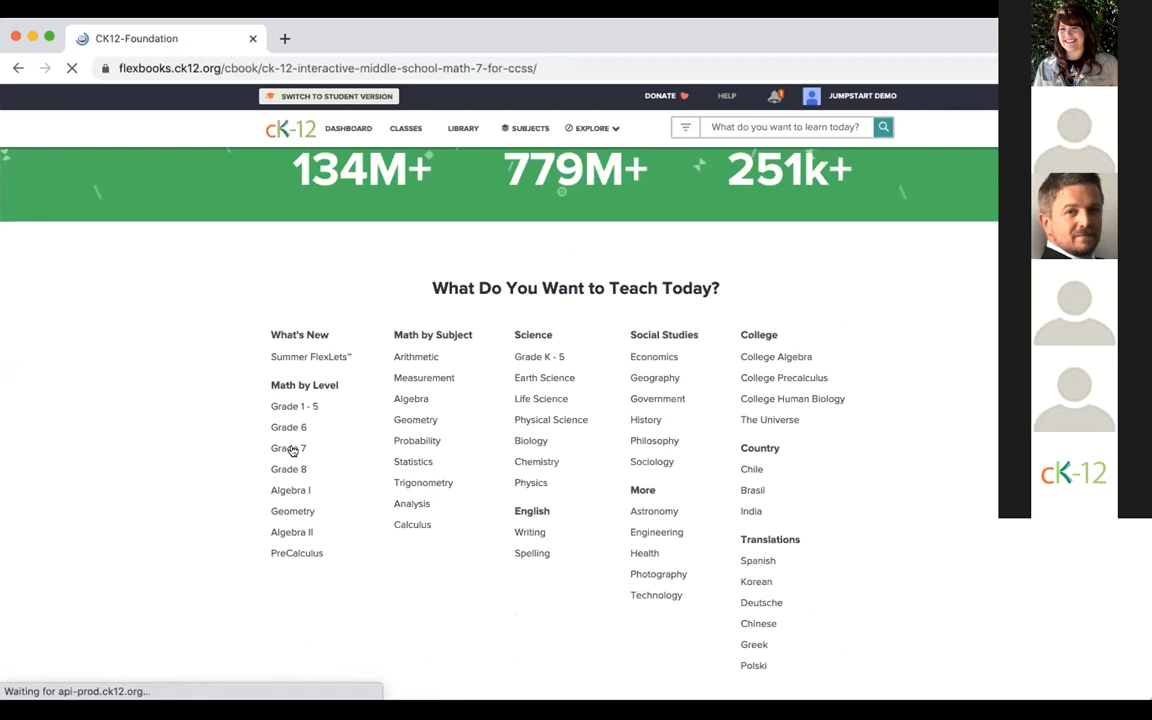 CK12-Foundation
flexbooks.ck12.org/cbook/ck-12-interactive-middle-school-math-7-for-ccss/
SWITCH TO STUDENT VERSION
DONATE
HELP
JUMPSTART DEMO
cK-12
DASHBOARD
CLASSES
LIBRARY
SUBJECTS
EXPLORE
What do you want to learn today?
134M+
779M+
251k+
What Do You Want to Teach Today?
What's New
Summer FlexLets™
Math by Level
Grade 1 - 5
Grade 6
Grade 7
Grade 8
Algebra I
Geometry
Algebra II
PreCalculus
Math by Subject
Arithmetic
Measurement
Algebra
Geometry
Probability
Statistics
Trigonometry
Analysis
Calculus
Science
Grade K - 5
Earth Science
Life Science
Physical Science
Biology
Chemistry
Physics
English
Writing
Spelling
Social Studies
Economics
Geography
Government
History
Philosophy
Sociology
More
Astronomy
Engineering
Health
Photography
Technology
College
College Algebra
College Precalculus
College Human Biology
The Universe
Country
Chile
Brasil
India
Translations
Spanish
Korean
Deutsche
Chinese
Greek
Polski
cK-12
Waiting for api-prod.ck12.org...